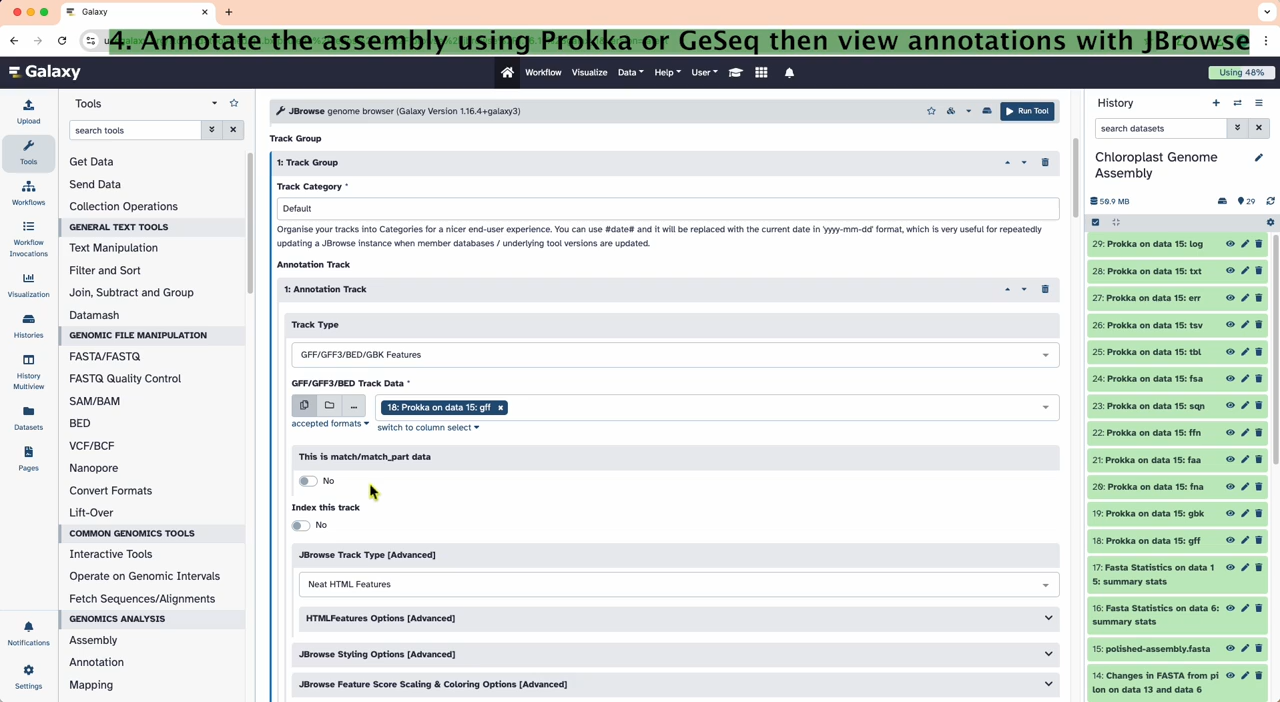 Galaxy
4. Annotate the assembly using Prokka or GeSeq then view annotations with JBrowse
Galaxy
Workflow
Visualize
Data
Help
User
Using 48%
Upload
Tools
Workflows
Workflow
Invocations
Visualization
Histories
History
Multiview
Datasets
Pages
Notifications
Settings
Tools
search tools
Get Data
Send Data
Collection Operations
GENERAL TEXT TOOLS
Text Manipulation
Filter and Sort
Join, Subtract and Group
Datamash
GENOMIC FILE MANIPULATION
FASTA/FASTQ
FASTQ Quality Control
SAM/BAM
BED
VCF/BCF
Nanopore
Convert Formats
Lift-Over
COMMON GENOMICS TOOLS
Interactive Tools
Operate on Genomic Intervals
Fetch Sequences/Alignments
GENOMICS ANALYSIS
Assembly
Annotation
Mapping
JBrowse genome browser (Galaxy Version 1.16.4+galaxy3)
Run Tool
Track Group
1: Track Group
Track Category *
Default
Organise your tracks into Categories for a nicer end-user experience. You can use #date# and it will be replaced with the current date in 'yyyy-mm-dd' format, which is very useful for repeatedly
updating a JBrowse instance when member databases / underlying tool versions are updated.
Annotation Track
1: Annotation Track
Track Type
GFF/GFF3/BED/GBK Features
GFF/GFF3/BED Track Data *
...
18: Prokka on data 15: gff ×
accepted formats
switch to column select
This is match/match_part data
No
Index this track
No
JBrowse Track Type [Advanced]
Neat HTML Features
HTMLFeatures Options [Advanced]
JBrowse Styling Options [Advanced]
JBrowse Feature Score Scaling & Coloring Options [Advanced]
History
search datasets
Chloroplast Genome
Assembly
50.9 MB
29
29: Prokka on data 15: log
28: Prokka on data 15: txt
27: Prokka on data 15: err
26: Prokka on data 15: tsv
25: Prokka on data 15: tbl
24: Prokka on data 15: fsa
23: Prokka on data 15: sqn
22: Prokka on data 15: ffn
21: Prokka on data 15: faa
20: Prokka on data 15: fna
19: Prokka on data 15: gbk
18: Prokka on data 15: gff
17: Fasta Statistics on data 1
5: summary stats
16: Fasta Statistics on data 6:
summary stats
15: polished-assembly.fasta
14: Changes in FASTA from pi
lon on data 13 and data 6